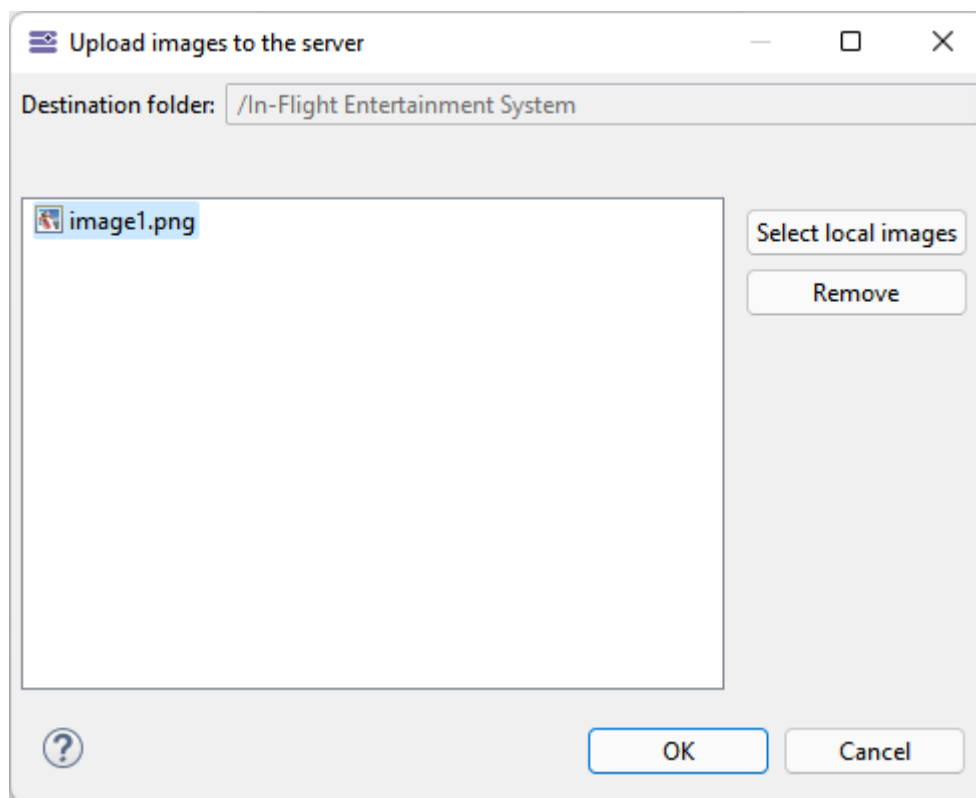 Upload images to the server
Destination folder: /In-Flight Entertainment System
image1.png
Select local images
Remove
?
OK Cancel